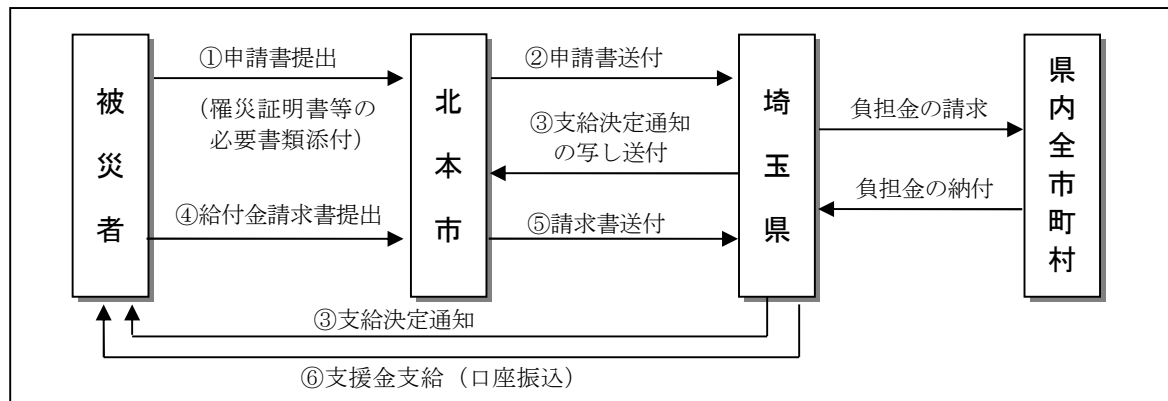 被災者
①申請書提出
（罹災証明書等の
必要書類添付）
④給付金請求書提出
北本市
②申請書送付
③支給決定通知
の写し送付
⑤請求書送付
埼玉県
負担金の請求
負担金の納付
県内全市町村
③支給決定通知
⑥支援金支給（口座振込）